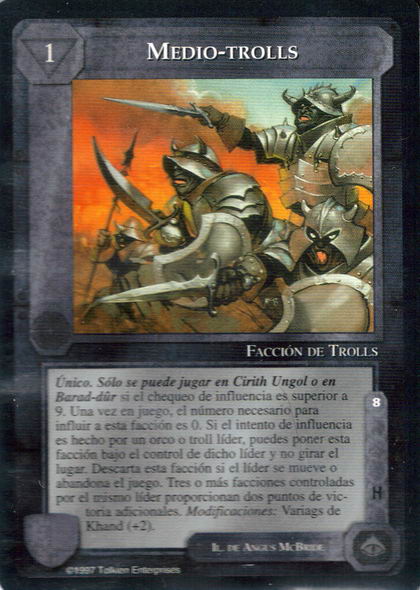 1
MEDIO-TROLLS
FACCIÓN DE TROLLS
Único. Sólo se puede jugar en Cirith Ungol o en
Barad-dûr si el chequeo de influencia es superior a
9. Una vez en juego, el número necesario para
influir a esta facción es 0. Si el intento de influencia
es hecho por un orco o troll líder, puedes poner esta
facción bajo el control de dicho líder y no girar el
lugar. Descarta esta facción si el líder se mueve o
abandona el juego. Tres o más facciones controladas
por el mismo líder proporcionan dos puntos de vic-
toria adicionales. Modificaciones: Variags de
Khand (+2).
8
H
IL. DE ANGUS MCBRIDE
©1997 Tolkien Enterprises